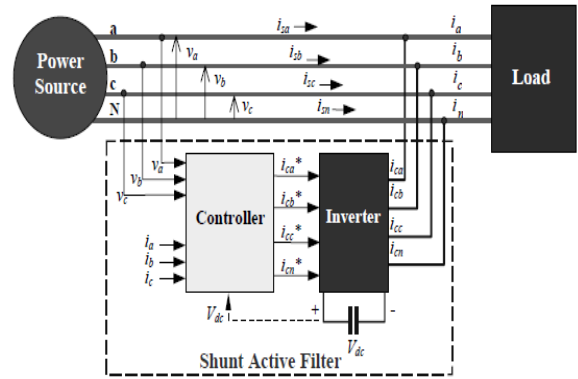 a
i_sa
i_a
b
v_a
i_sb
i_b
Power
Source
v_b
Load
c
i_sc
i_c
N
v_c
i_sn
i_n
v_a
v_b
v_c
i_ca*
i_ca
i_cb*
i_cb
Controller
Inverter
i_a
i_b
i_c
i_cc*
i_cc
i_cn*
i_cn
V_dc
+
-
V_dc
Shunt Active Filter